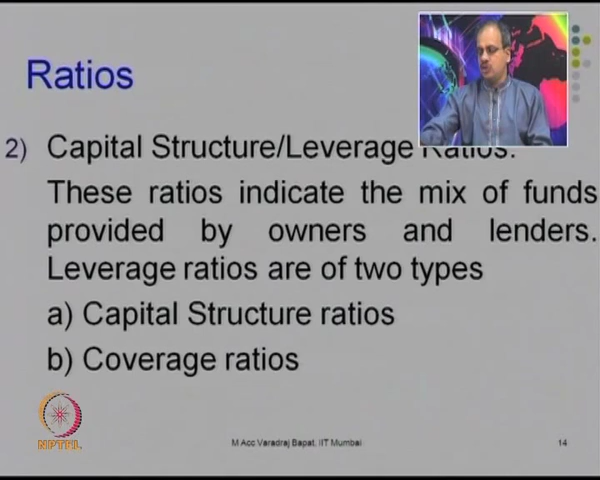 Ratios
2) Capital Structure/Leverage Ratios:
These ratios indicate the mix of funds
provided by owners and lenders.
Leverage ratios are of two types
a) Capital Structure ratios
b) Coverage ratios
NPTEL
M Acc Varadraj Bapat, IIT Mumbai
14